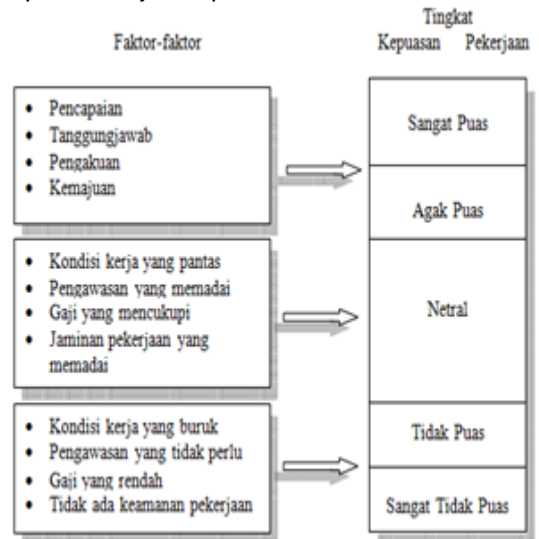 Faktor-faktor
Tingkat
Kepuasan Pekerjaan
• Pencapaian
• Tanggungjawab
• Pengakuan
• Kemajuan
Sangat Puas
Agak Puas
• Kondisi kerja yang pantas
• Pengawasan yang memadai
• Gaji yang mencukupi
• Jaminan pekerjaan yang
memadai
Netral
• Kondisi kerja yang buruk
• Pengawasan yang tidak perlu
• Gaji yang rendah
• Tidak ada keamanan pekerjaan
Tidak Puas
Sangat Tidak Puas